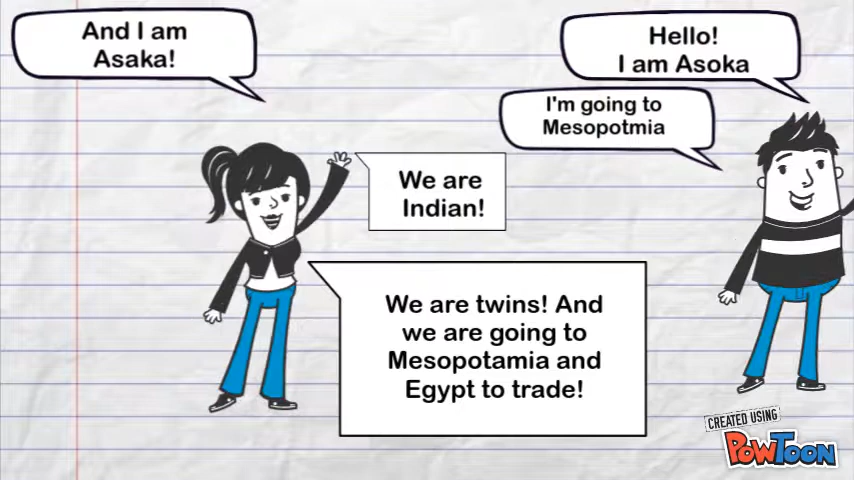 And I am
Asaka!
Hello!
I am Asoka
I'm going to
Mesopotmia
We are
Indian!
We are twins! And
we are going to
Mesopotamia and
Egypt to trade!
CREATED USING
POWTOON